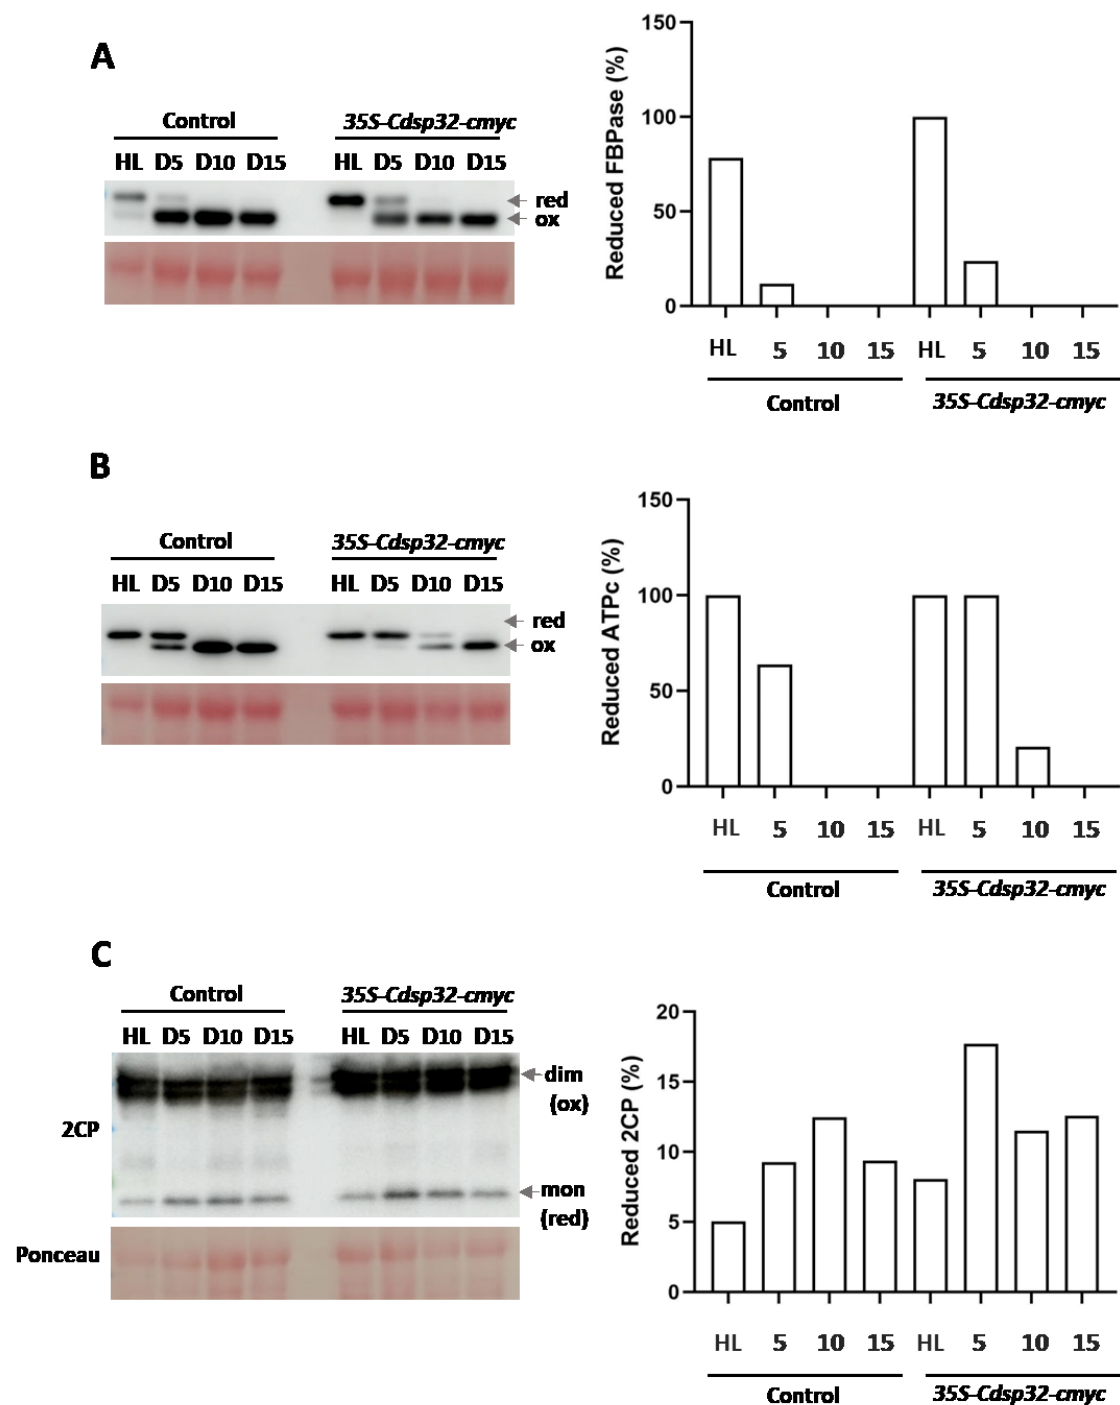 A
Control
35S-Cdsp32-cmyc
HL D5 D10 D15
HL D5 D10 D15
red
ox
Reduced FBPase (%)
150
100
50
0
HL 5 10 15 HL 5 10 15
Control
35S-Cdsp32-cmyc
B
Control
35S-Cdsp32-cmyc
HL D5 D10 D15
HL D5 D10 D15
red
ox
Reduced ATPc (%)
150
100
50
0
HL 5 10 15 HL 5 10 15
Control
35S-Cdsp32-cmyc
C
Control
35S-Cdsp32-cmyc
HL D5 D10 D15
HL D5 D10 D15
dim
(ox)
2CP
mon
(red)
Ponceau
Reduced 2CP (%)
20
15
10
5
0
HL 5 10 15 HL 5 10 15
Control
35S-Cdsp32-cmyc